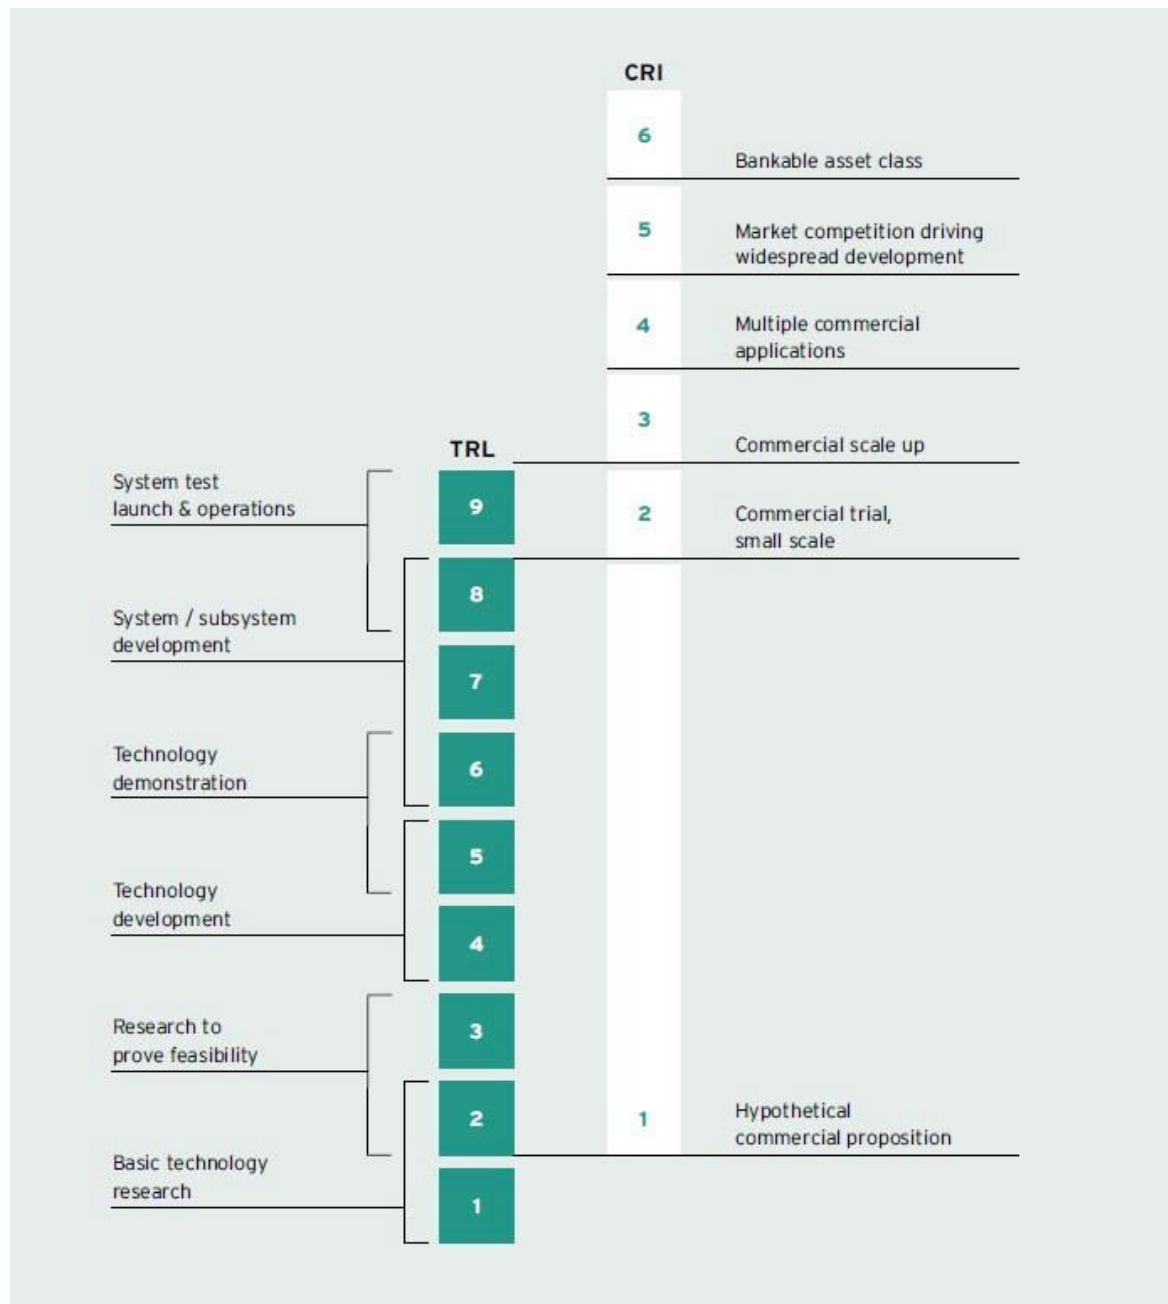 CRI
6
Bankable asset class
5
Market competition driving
widespread development
4
Multiple commercial
applications
3
Commercial scale up
TRL
System test
launch & operations
9
2
Commercial trial,
small scale
8
System / subsystem
development
7
Technology
demonstration
6
5
Technology
development
4
Research to
prove feasibility
3
2
1
Hypothetical
commercial proposition
Basic technology
research
1